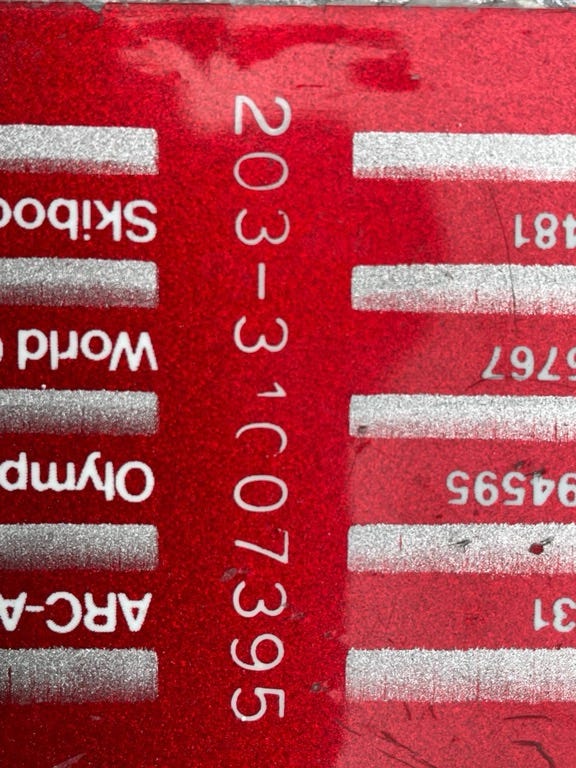 203-31C07395
31
ARC-A
94595
Olymp
5767
World
481
Skiboo